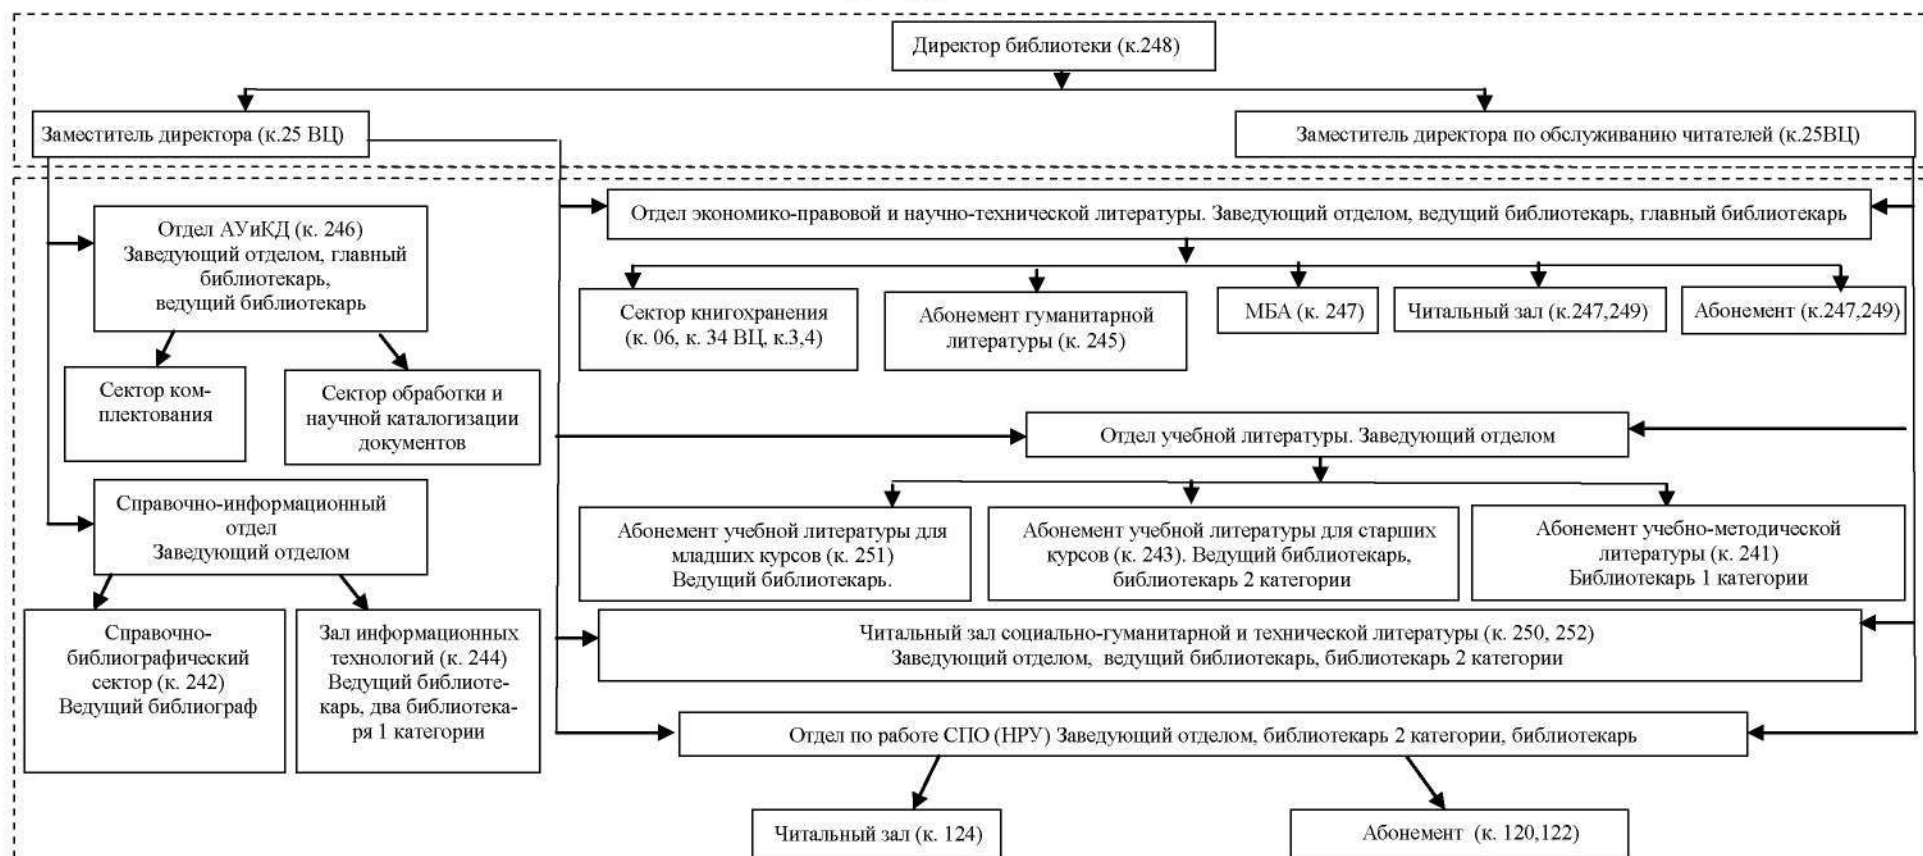 Директор библиотеки (к.248)
Заместитель директора (к.25 ВЦ)
Заместитель директора по обслуживанию читателей (к.25ВЦ)
Отдел экономико-правовой и научно-технической литературы. Заведующий отделом, ведущий библиотекарь, главный библиотекарь
Отдел АУиКД (к. 246)
Заведующий отделом, главный
библиотекарь,
ведущий библиотекарь
Сектор книгохранения
(к. 06, к. 34 ВЦ, к.3,4)
Абонемент гуманитарной
литературы (к. 245)
МБА (к. 247)
Читальный зал (к.247,249)
Абонемент (к.247,249)
Сектор ком-
плектования
Сектор обработки и
научной каталогизации
документов
Отдел учебной литературы. Заведующий отделом
Справочно-информационный
отдел
Заведующий отделом
Абонемент учебной литературы для
младших курсов (к. 251)
Ведущий библиотекарь.
Абонемент учебной литературы для старших
курсов (к. 243). Ведущий библиотекарь,
библиотекарь 2 категории
Абонемент учебно-методической
литературы (к. 241)
Библиотекарь 1 категории
Справочно-
библиографический
сектор (к. 242)
Ведущий библиограф
Зал информационных
технологий (к. 244)
Ведущий библиоте-
карь, два библиотека-
ря 1 категории
Читальный зал социально-гуманитарной и технической литературы (к. 250, 252)
Заведующий отделом, ведущий библиотекарь, библиотекарь 2 категории
Отдел по работе СПО (НРУ) Заведующий отделом, библиотекарь 2 категории, библиотекарь
Читальный зал (к. 124)
Абонемент (к. 120,122)